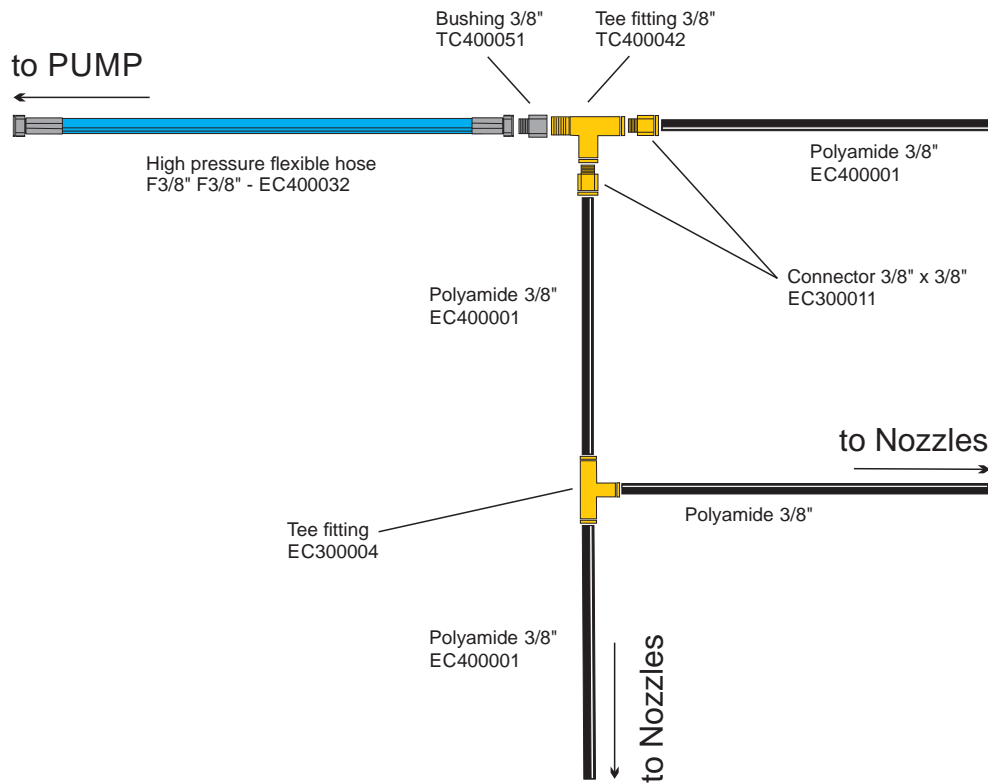 Bushing 3/8"
TC400051
Tee fitting 3/8"
TC400042
to PUMP
High pressure flexible hose
F3/8" F3/8" - EC400032
Polyamide 3/8"
EC400001
Connector 3/8" x 3/8"
EC300011
Polyamide 3/8"
EC400001
to Nozzles
Polyamide 3/8"
Tee fitting
EC300004
Polyamide 3/8"
EC400001
to Nozzles